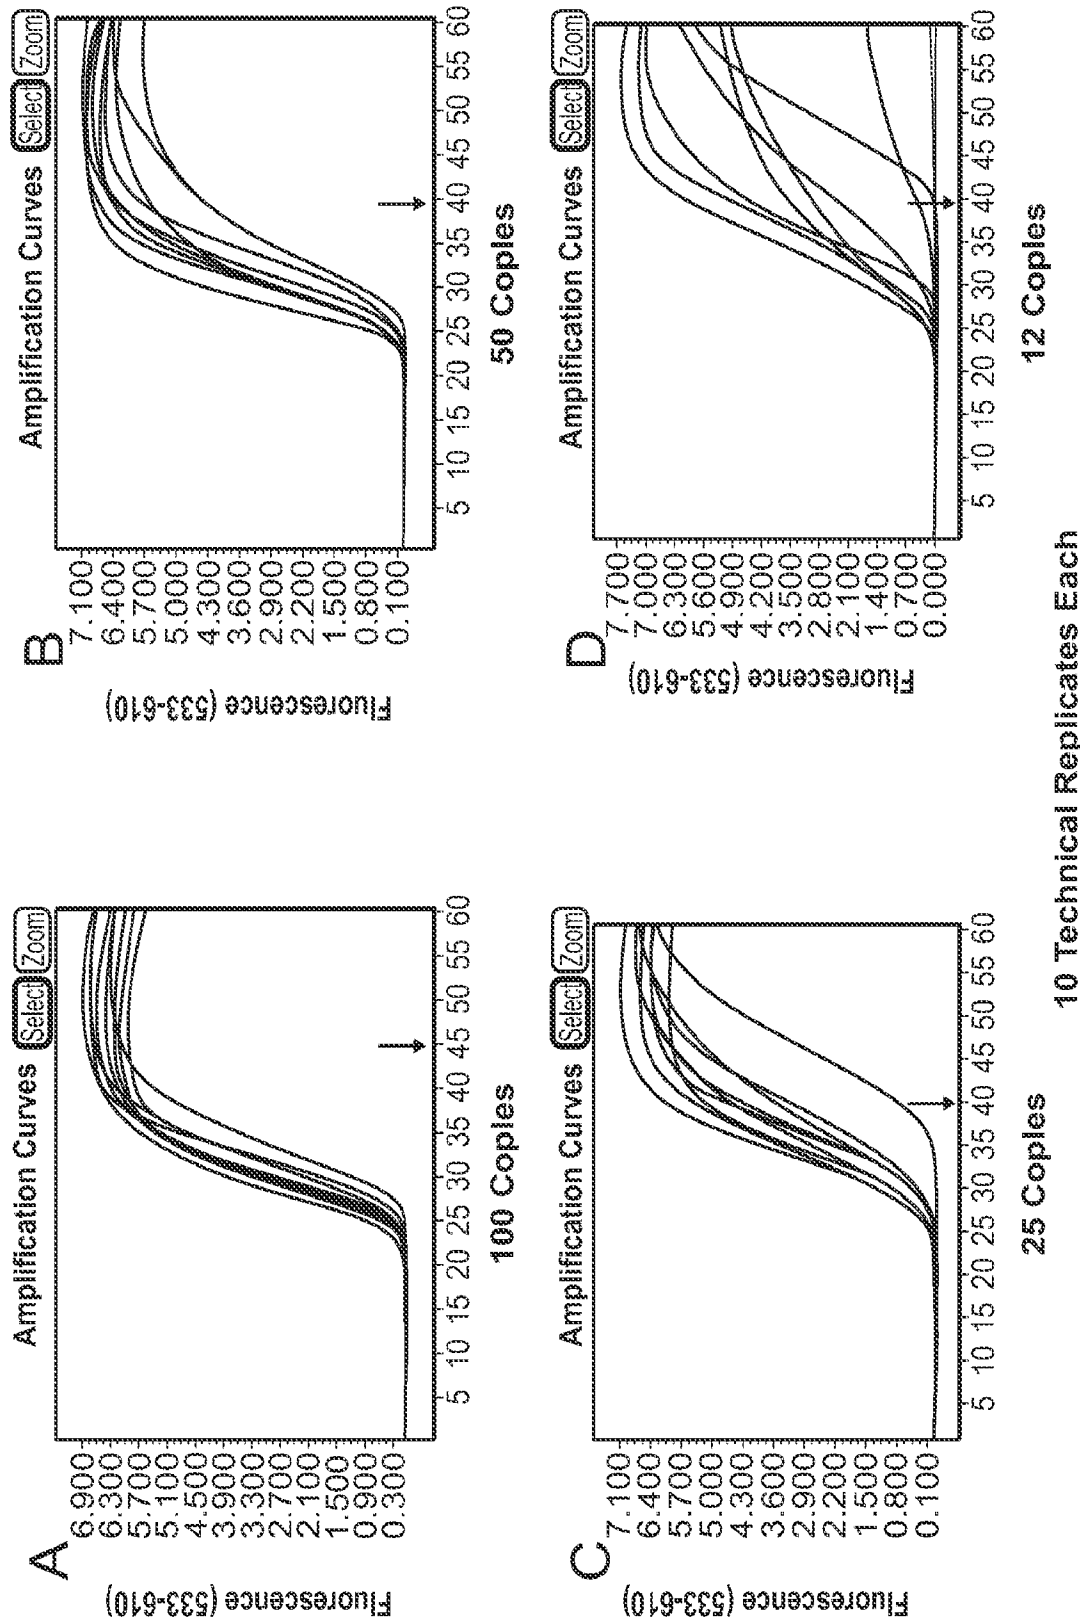 A
Amplification Curves Select Zoom
Fluorescence (533-610)
6.900
6.300
5.700
5.100
4.500
3.900
3.300
2.700
2.100
1.500
0.900
0.300
5 10 15 20 25 30 35 40 45 50 55 60
100 Copies
B
Amplification Curves Select Zoom
Fluorescence (533-610)
7.100
6.400
5.700
5.000
4.300
3.600
2.900
2.200
1.500
0.800
0.100
5 10 15 20 25 30 35 40 45 50 55 60
50 Copies
C
Amplification Curves Select Zoom
Fluorescence (533-610)
7.100
6.400
5.700
5.000
4.300
3.600
2.900
2.200
1.500
0.800
0.100
5 10 15 20 25 30 35 40 45 50 55 60
25 Copies
D
Amplification Curves Select Zoom
Fluorescence (533-610)
7.700
7.000
6.300
5.600
4.900
4.200
3.500
2.800
2.100
1.400
0.700
0.000
5 10 15 20 25 30 35 40 45 50 55 60
12 Copies
10 Technical Replicates Each